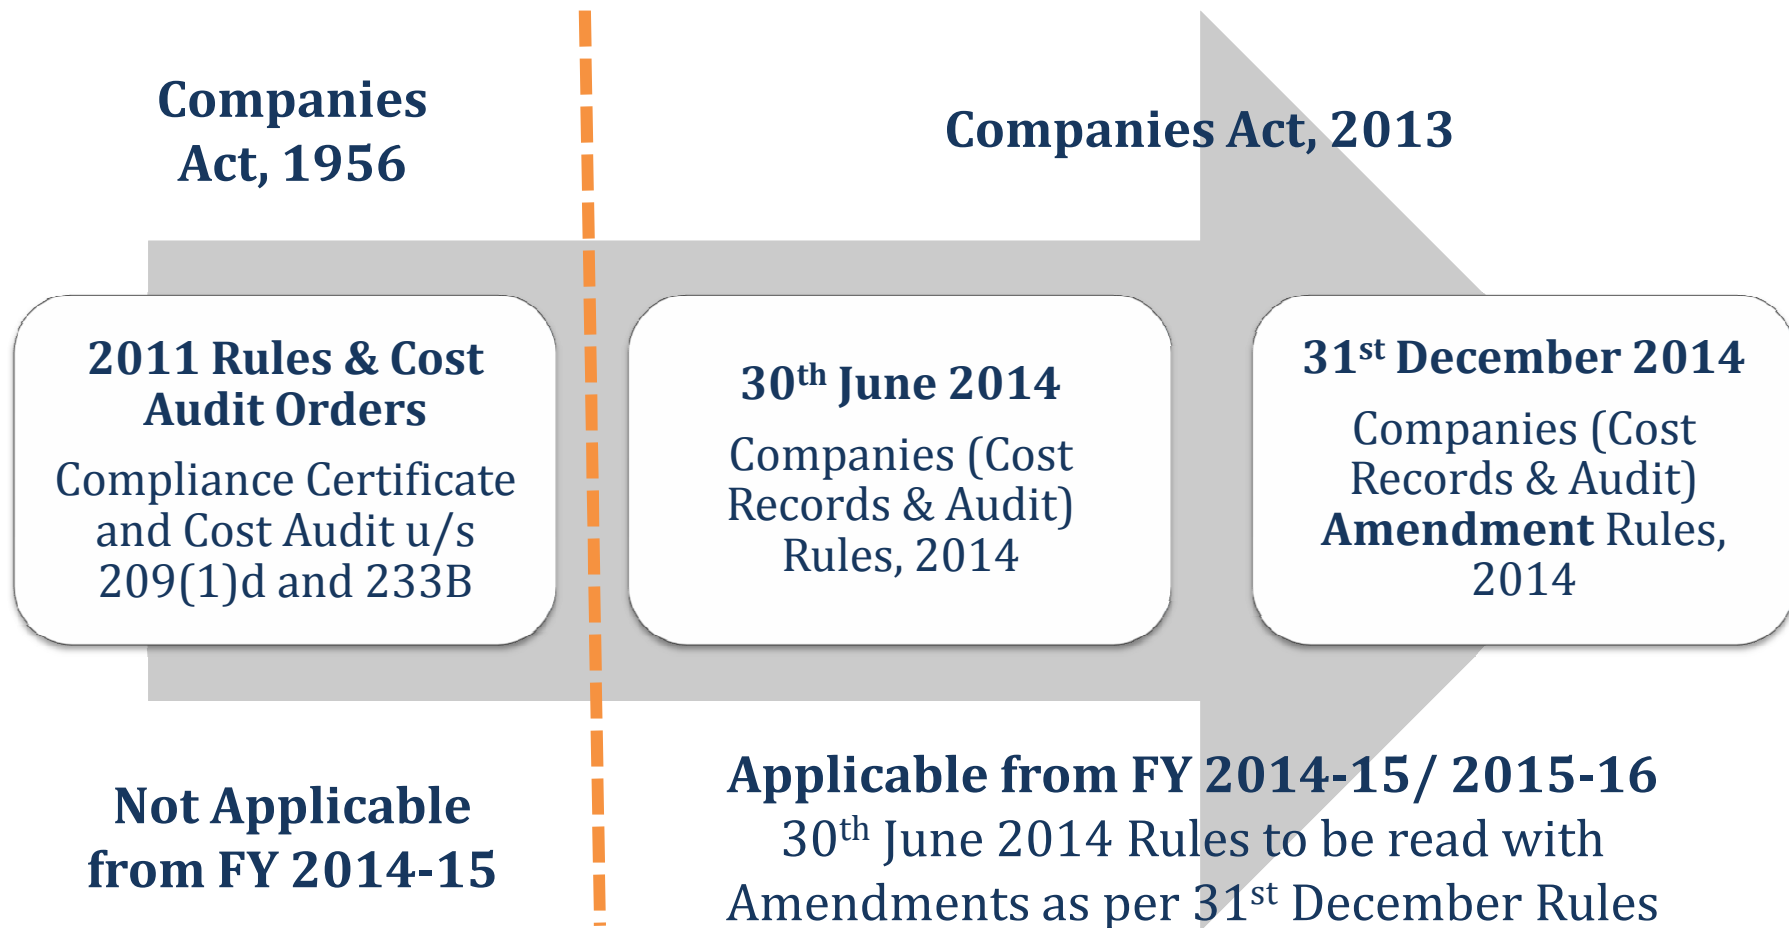 Companies
Act, 1956
Companies Act, 2013
2011 Rules & Cost
Audit Orders
Compliance Certificate
and Cost Audit u/s
209(1)d and 233B
30th June 2014
Companies (Cost
Records & Audit)
Rules, 2014
31st December 2014
Companies (Cost
Records & Audit)
Amendment Rules,
2014
Not Applicable
from FY 2014-15
Applicable from FY 2014-15/ 2015-16
30th June 2014 Rules to be read with
Amendments as per 31st December Rules